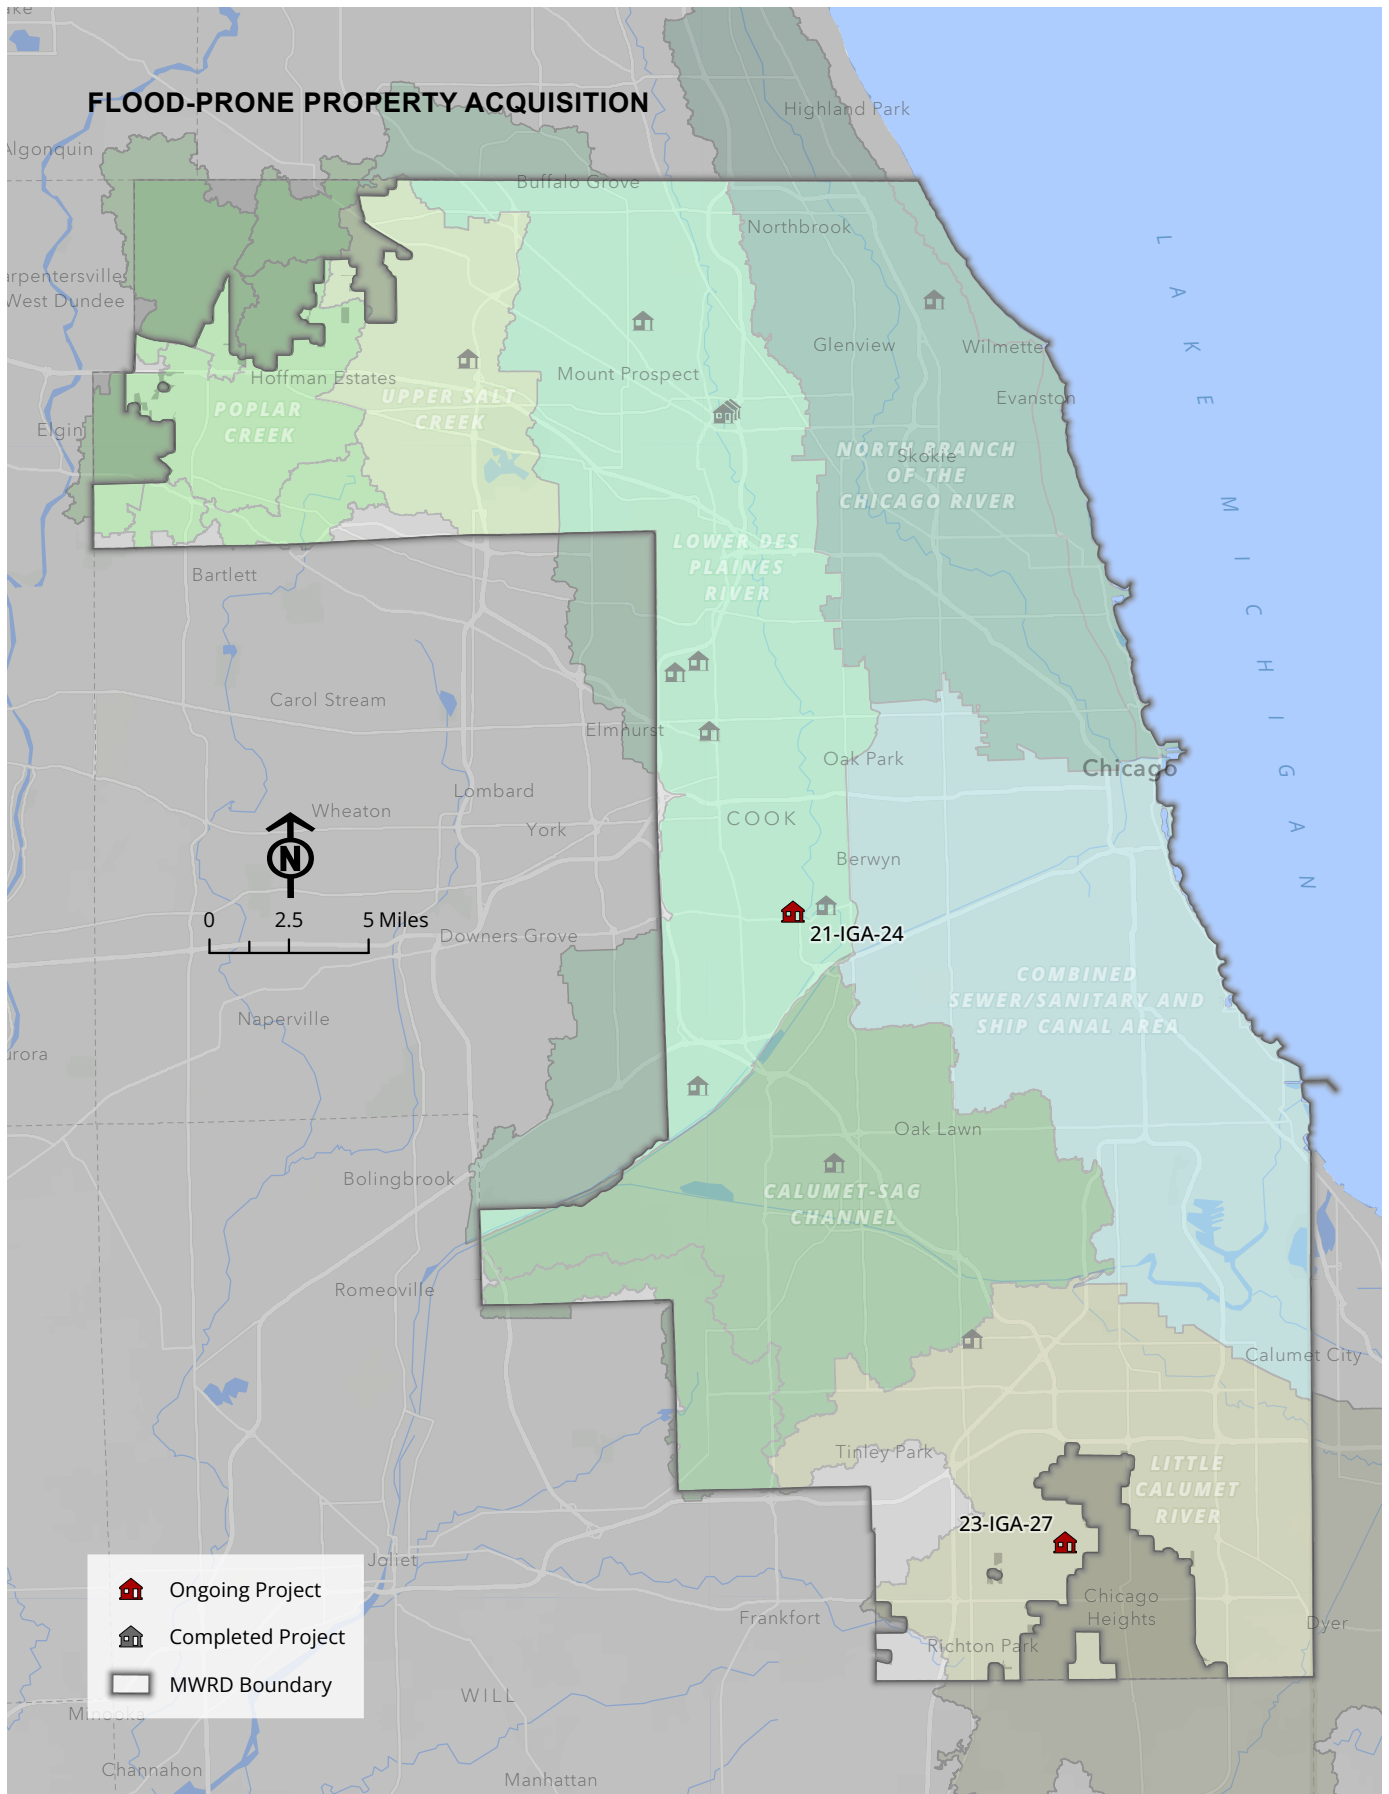 FLOOD-PRONE PROPERTY ACQUISITION
Highland Park
Algonquin
Buffalo Grove
Northbrook
arpentersville
West Dundee
Glenview
Wilmette
Mount Prospect
Hoffman Estates
Evanston
UPPER SALT
CREEK
POPLAR
CREEK
Elgin
NORTH BRANCH
OF THE
CHICAGO RIVER
Skokie
LAKE MICHIGAN
LOWER DES
PLAINES
RIVER
Bartlett
Carol Stream
Elmhurst
Oak Park
Chicago
Lombard
Wheaton
COOK
York
Berwyn
N
0 2.5 5 Miles
21-IGA-24
Downers Grove
COMBINED
SEWER/SANITARY AND
SHIP CANAL AREA
Naperville
urora
Oak Lawn
Bolingbrook
CALUMET-SAG
CHANNEL
Romeoville
Calumet City
Tinley Park
LITTLE
CALUMET
RIVER
23-IGA-27
Joliet
Chicago
Heights
Frankfort
Dyer
Richton Park
Ongoing Project
Completed Project
MWRD Boundary
WILL
Minooka
Channahon
Manhattan